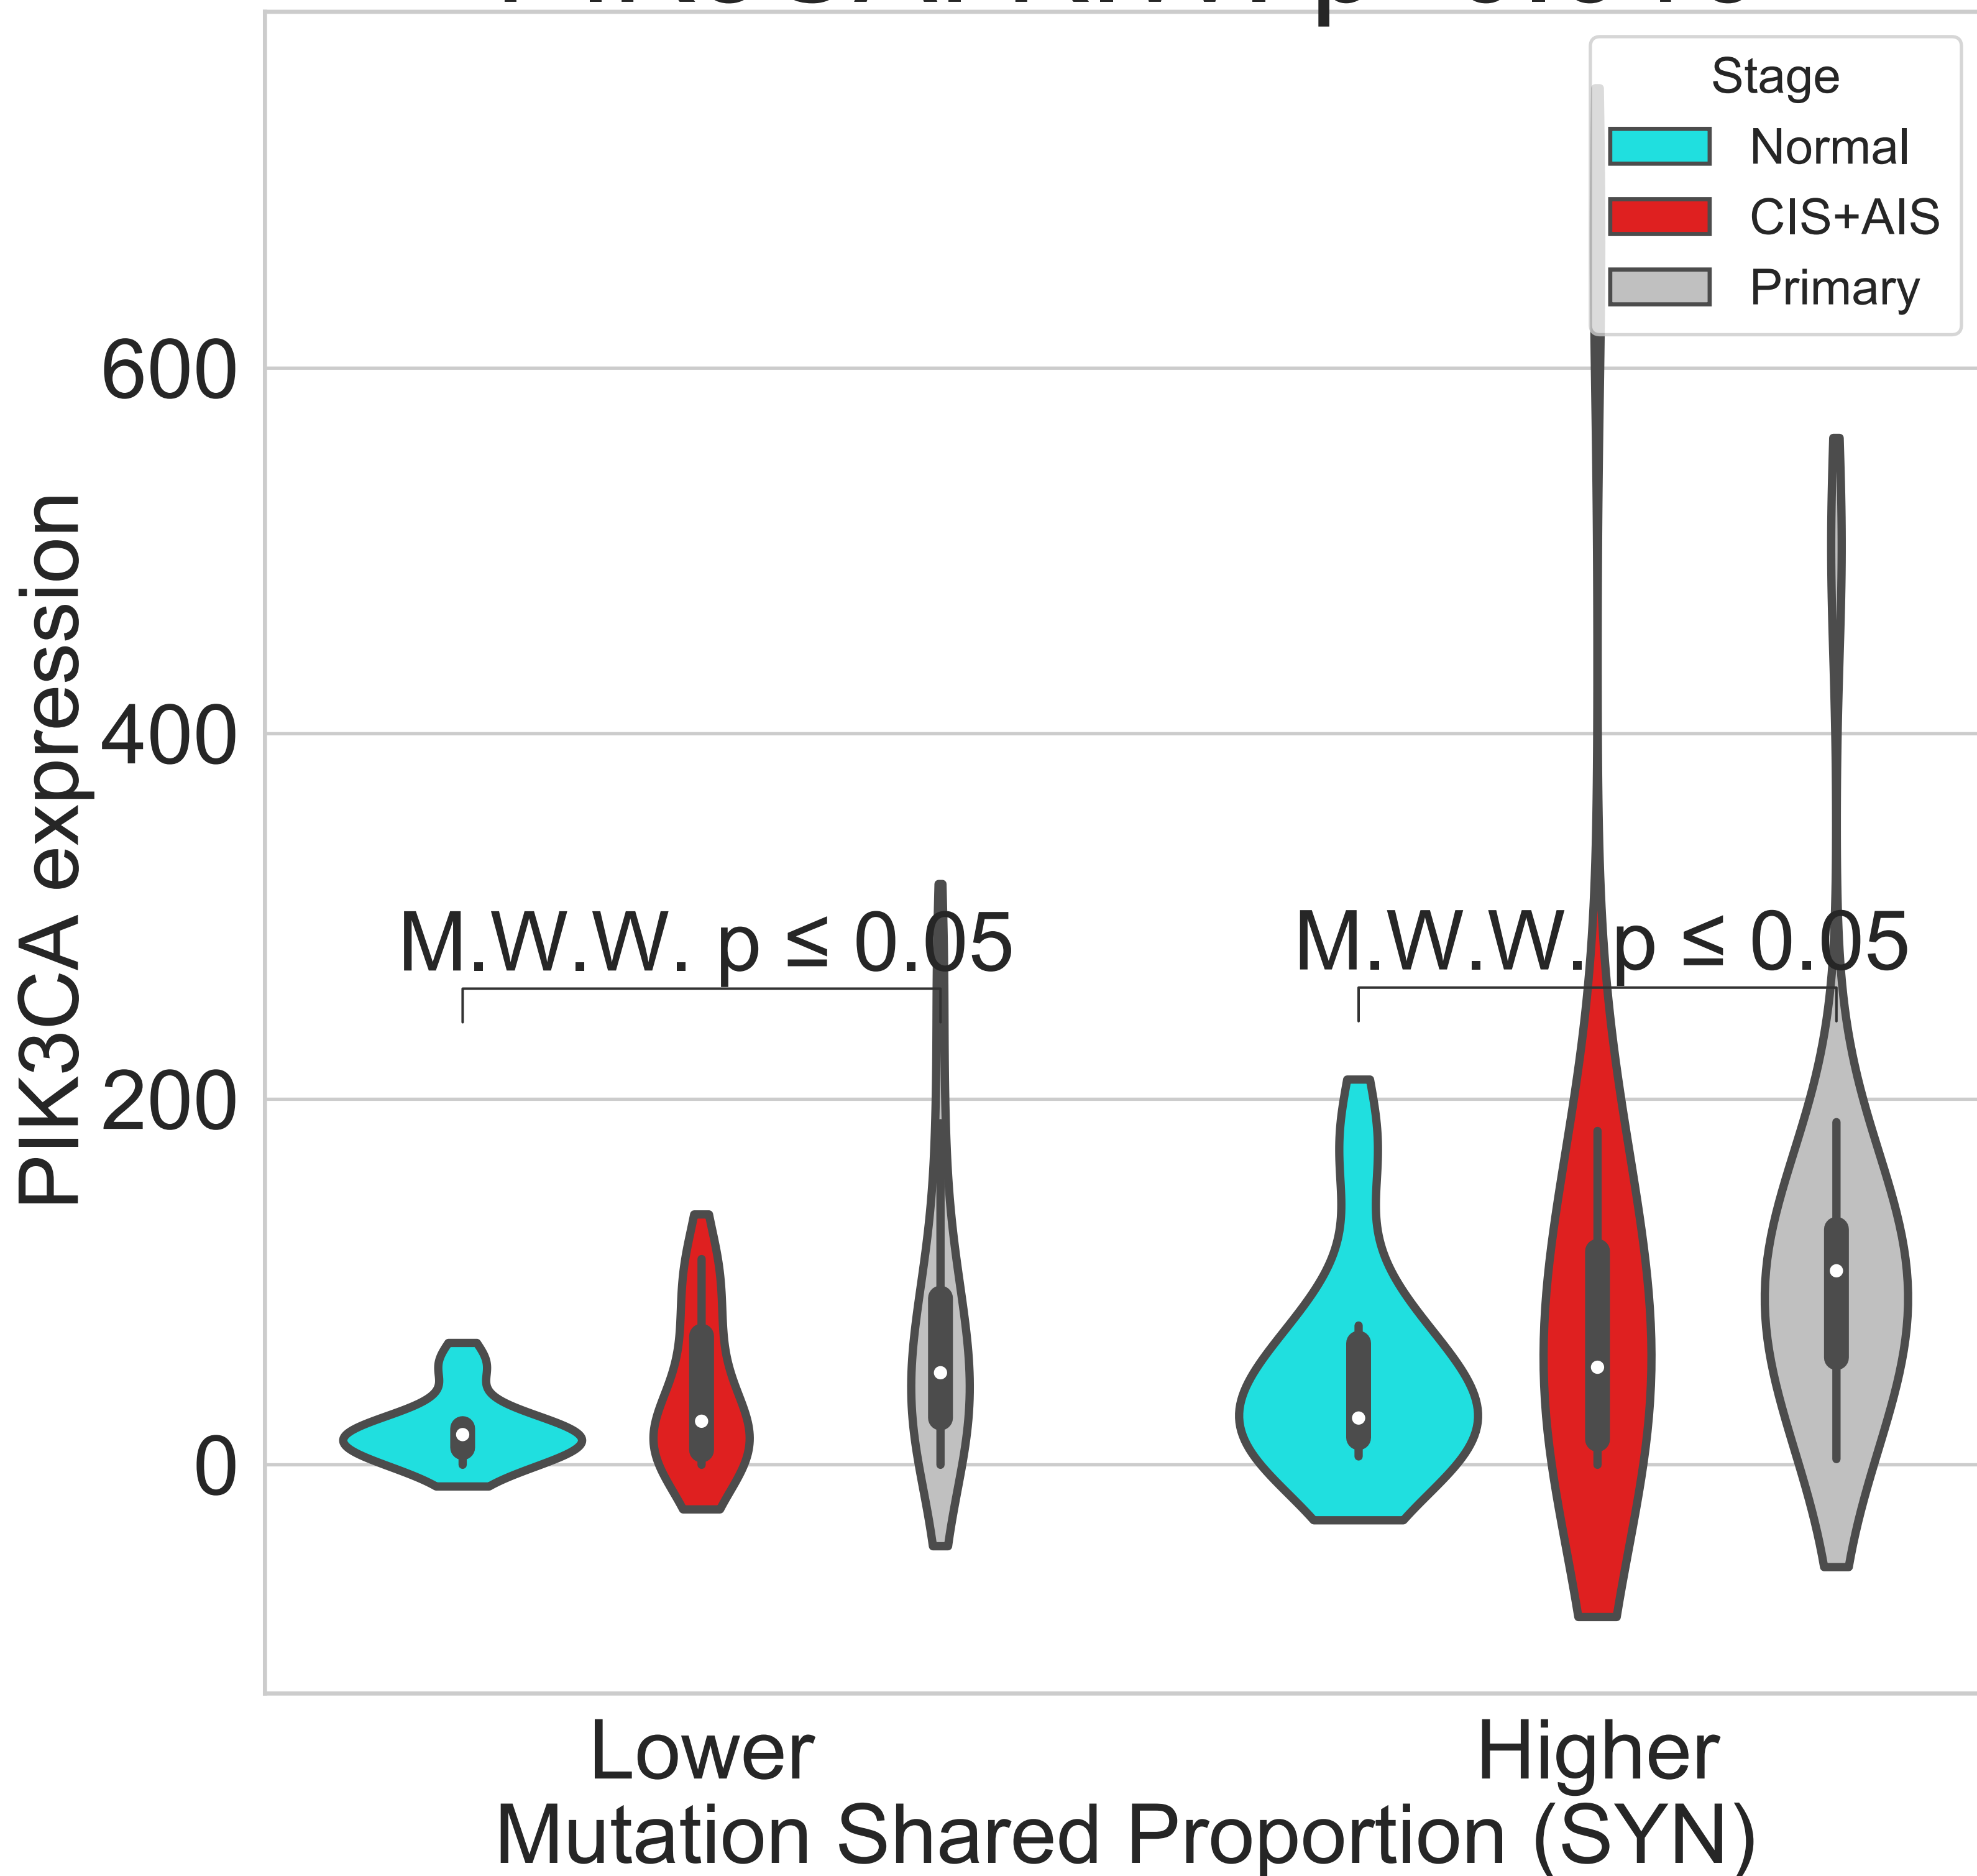 Stage
Normal
CIS+AIS
Primary
600
400
200
0
PIK3CA expression
M.W.W. p ≤ 0.05
M.W.W. p ≤ 0.05
Lower
Higher
Mutation Shared Proportion (SYN)